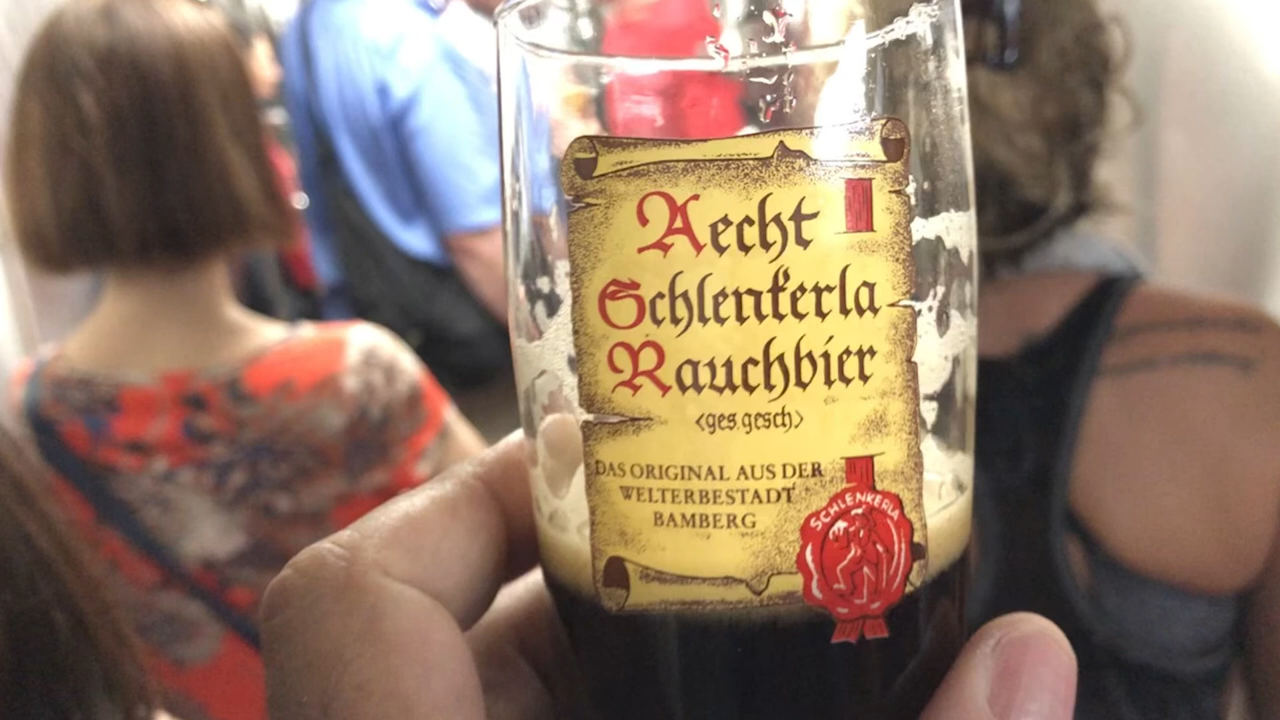 Aecht
Schlenkerla
Rauchbier
<ges.gesch>
DAS ORIGINAL AUS DER
WELTERBESTADT
BAMBERG
SCHLENKERLA